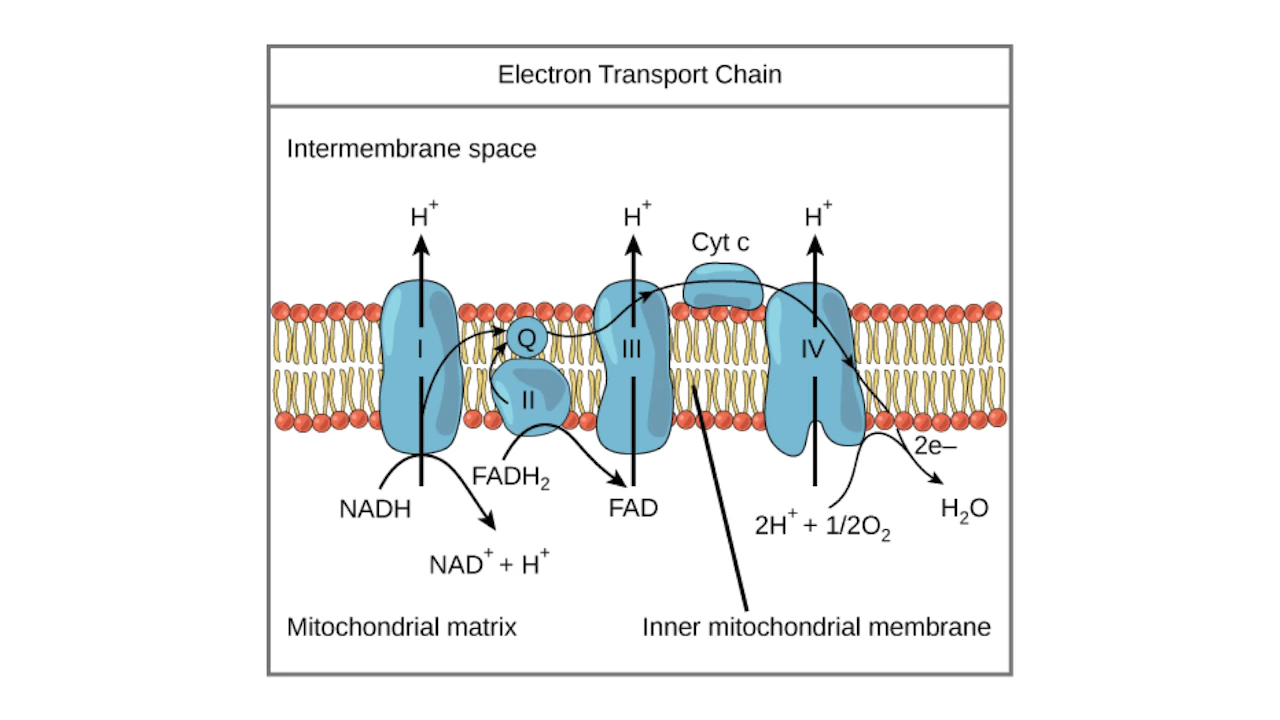 Electron Transport Chain
Intermembrane space
H⁺ H⁺ H⁺
Cyt c
Q
I III IV
II
2e–
FADH₂
NADH FAD H₂O
2H⁺ + 1/2O₂
NAD⁺ + H⁺
Mitochondrial matrix Inner mitochondrial membrane